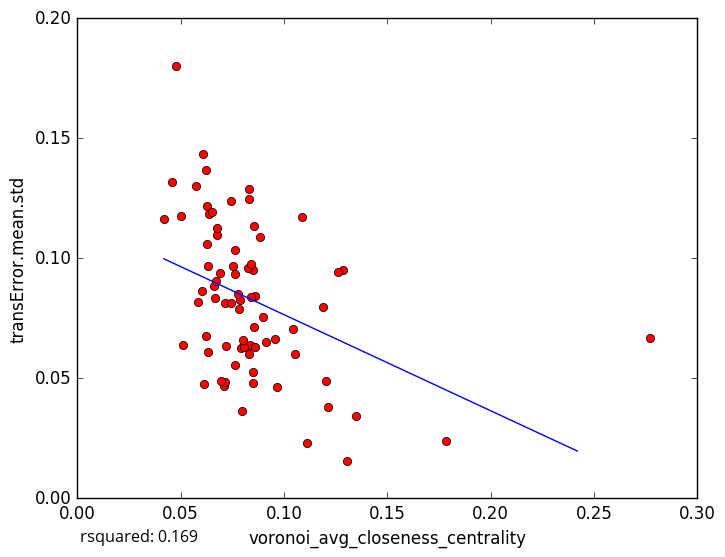 0.20
0.15
0.10
0.05
0.00
transError.mean.std
0.00 0.05 0.10 0.15 0.20 0.25 0.30
rsquared: 0.169
voronoi_avg_closeness_centrality